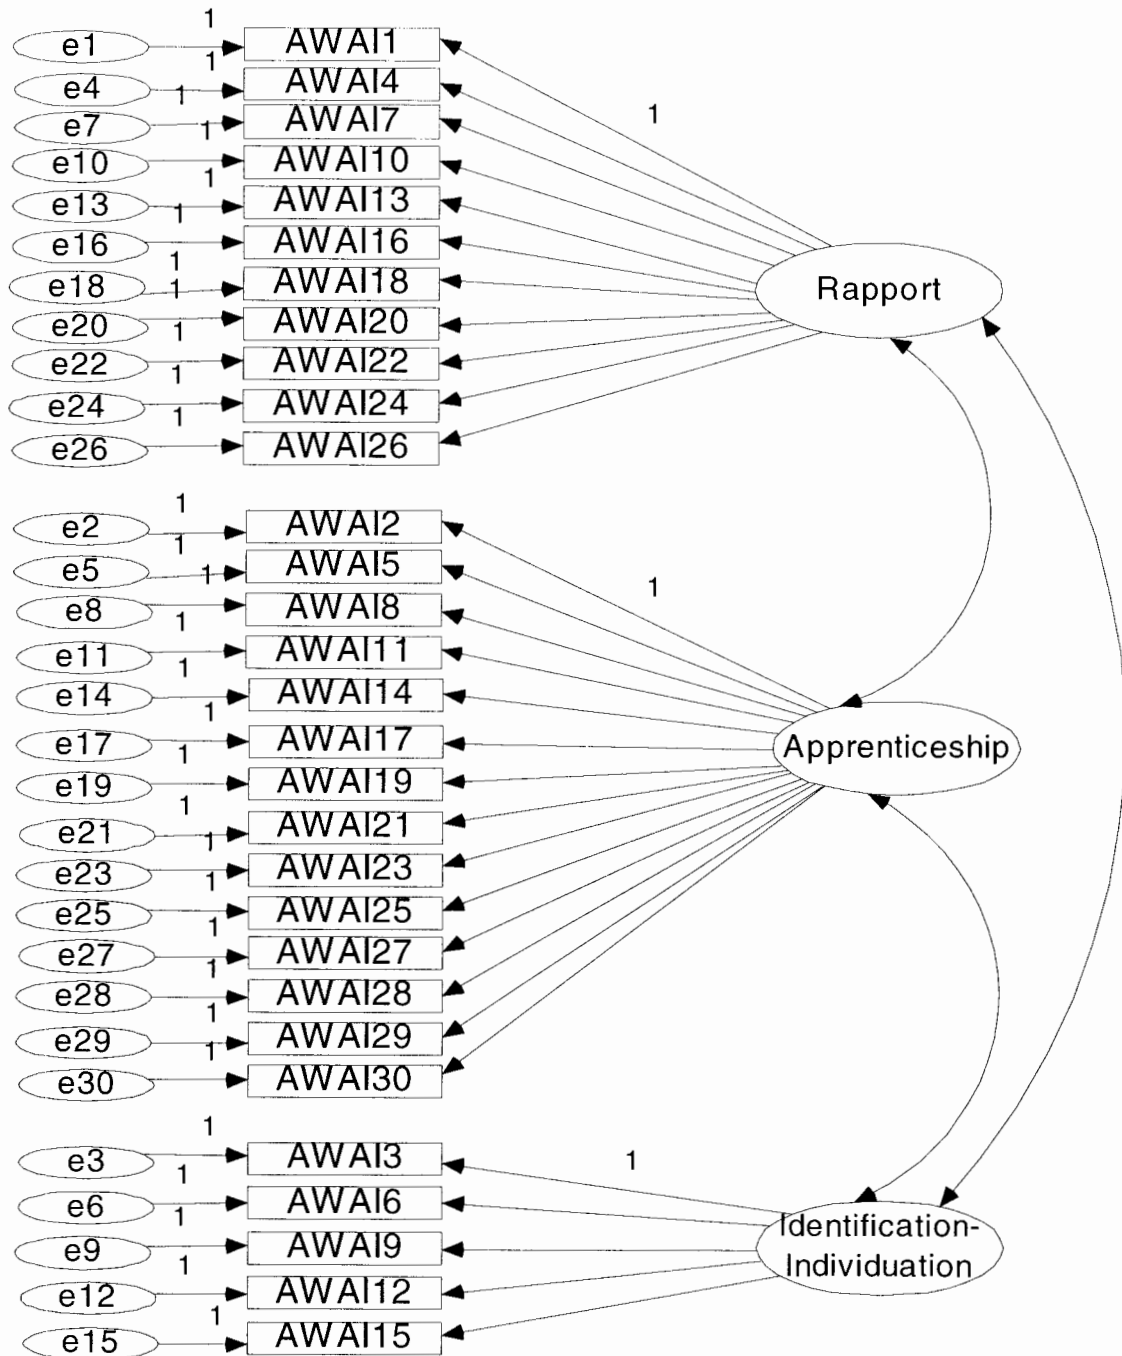 1
e1 AWAI1
1
e4 AWAI4
1
e7 AWAI7
1
1
e10 AWAI10
1
e13 AWAI13
1
e16 AWAI16
1
e18 AWAI18
Rapport
1
e20 AWAI20
1
e22 AWAI22
1
e24 AWAI24
1
e26 AWAI26
1
e2 AWAI2
1
e5 AWAI5
1
1
e8 AWAI8
1
e11 AWAI11
1
e14 AWAI14
1
e17 AWAI17
Apprenticeship
1
e19 AWAI19
1
e21 AWAI21
1
e23 AWAI23
1
e25 AWAI25
1
e27 AWAI27
1
e28 AWAI28
1
e29 AWAI29
1
e30 AWAI30
1
e3 AWAI3
1
1
e6 AWAI6
1
e9 AWAI9
Identification-
Individuation
1
e12 AWAI12
1
e15 AWAI15